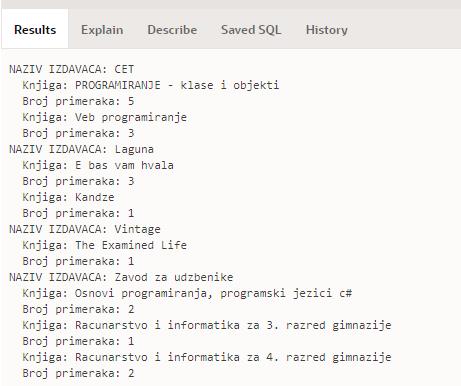 Results Explain Describe Saved SQL History
NAZIV IZDAVACA: CET
Knjiga: PROGRAMIRANJE - klase i objekti
Broj primeraka: 5
Knjiga: Veb programiranje
Broj primeraka: 3
NAZIV IZDAVACA: Laguna
Knjiga: E bas vam hvala
Broj primeraka: 3
Knjiga: Kandze
Broj primeraka: 1
NAZIV IZDAVACA: Vintage
Knjiga: The Examined Life
Broj primeraka: 1
NAZIV IZDAVACA: Zavod za udzbenike
Knjiga: Osnovi programiranja, programski jezici c#
Broj primeraka: 2
Knjiga: Racunarstvo i informatika za 3. razred gimnazije
Broj primeraka: 1
Knjiga: Racunarstvo i informatika za 4. razred gimnazije
Broj primeraka: 2